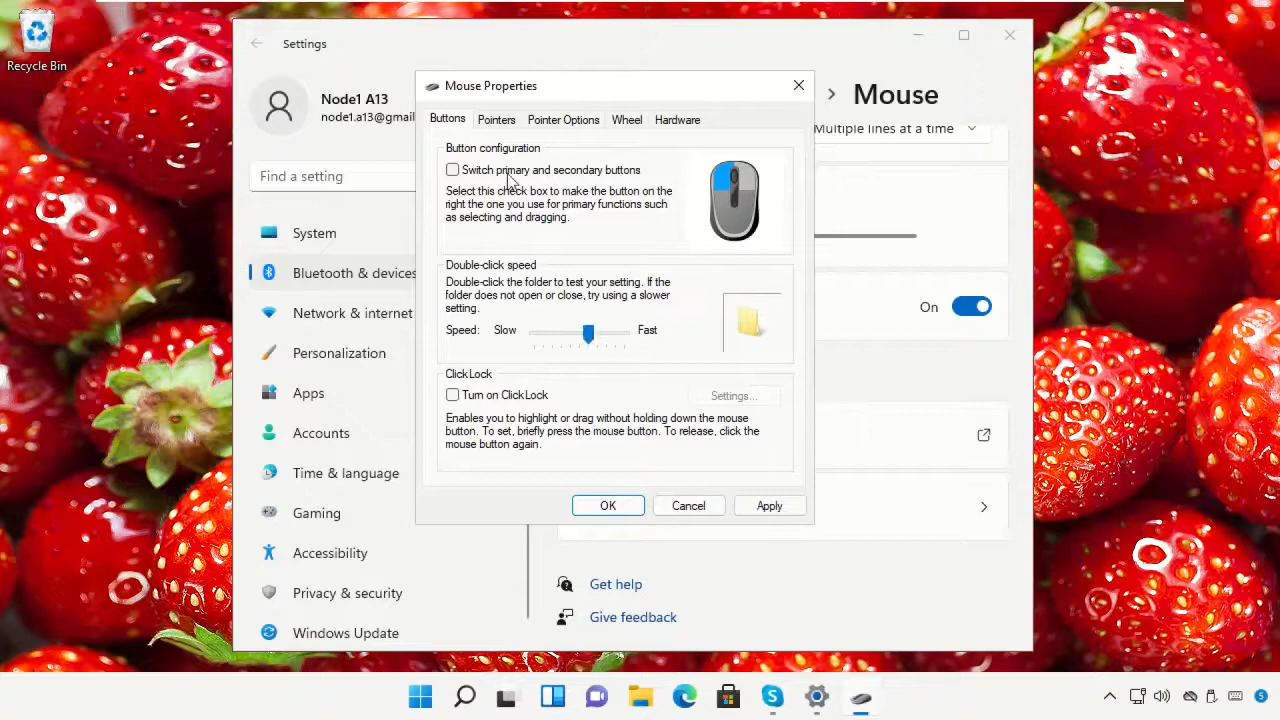 Recycle Bin
Settings
Node1 A13
node1.a13@gmail
Find a setting
System
Bluetooth & devices
Network & internet
Personalization
Apps
Accounts
Time & language
Gaming
Accessibility
Privacy & security
Windows Update
Mouse
Multiple lines at a time
On
Get help
Give feedback
Mouse Properties
Buttons Pointers Pointer Options Wheel Hardware
Button configuration
Switch primary and secondary buttons
Select this check box to make the button on the
right the one you use for primary functions such
as selecting and dragging.
Double-click speed
Double-click the folder to test your setting. If the
folder does not open or close, try using a slower
setting.
Speed: Slow Fast
ClickLock
Turn on ClickLock
Settings...
Enables you to highlight or drag without holding down the mouse
button. To set, briefly press the mouse button. To release, click the
mouse button again.
OK Cancel Apply
5